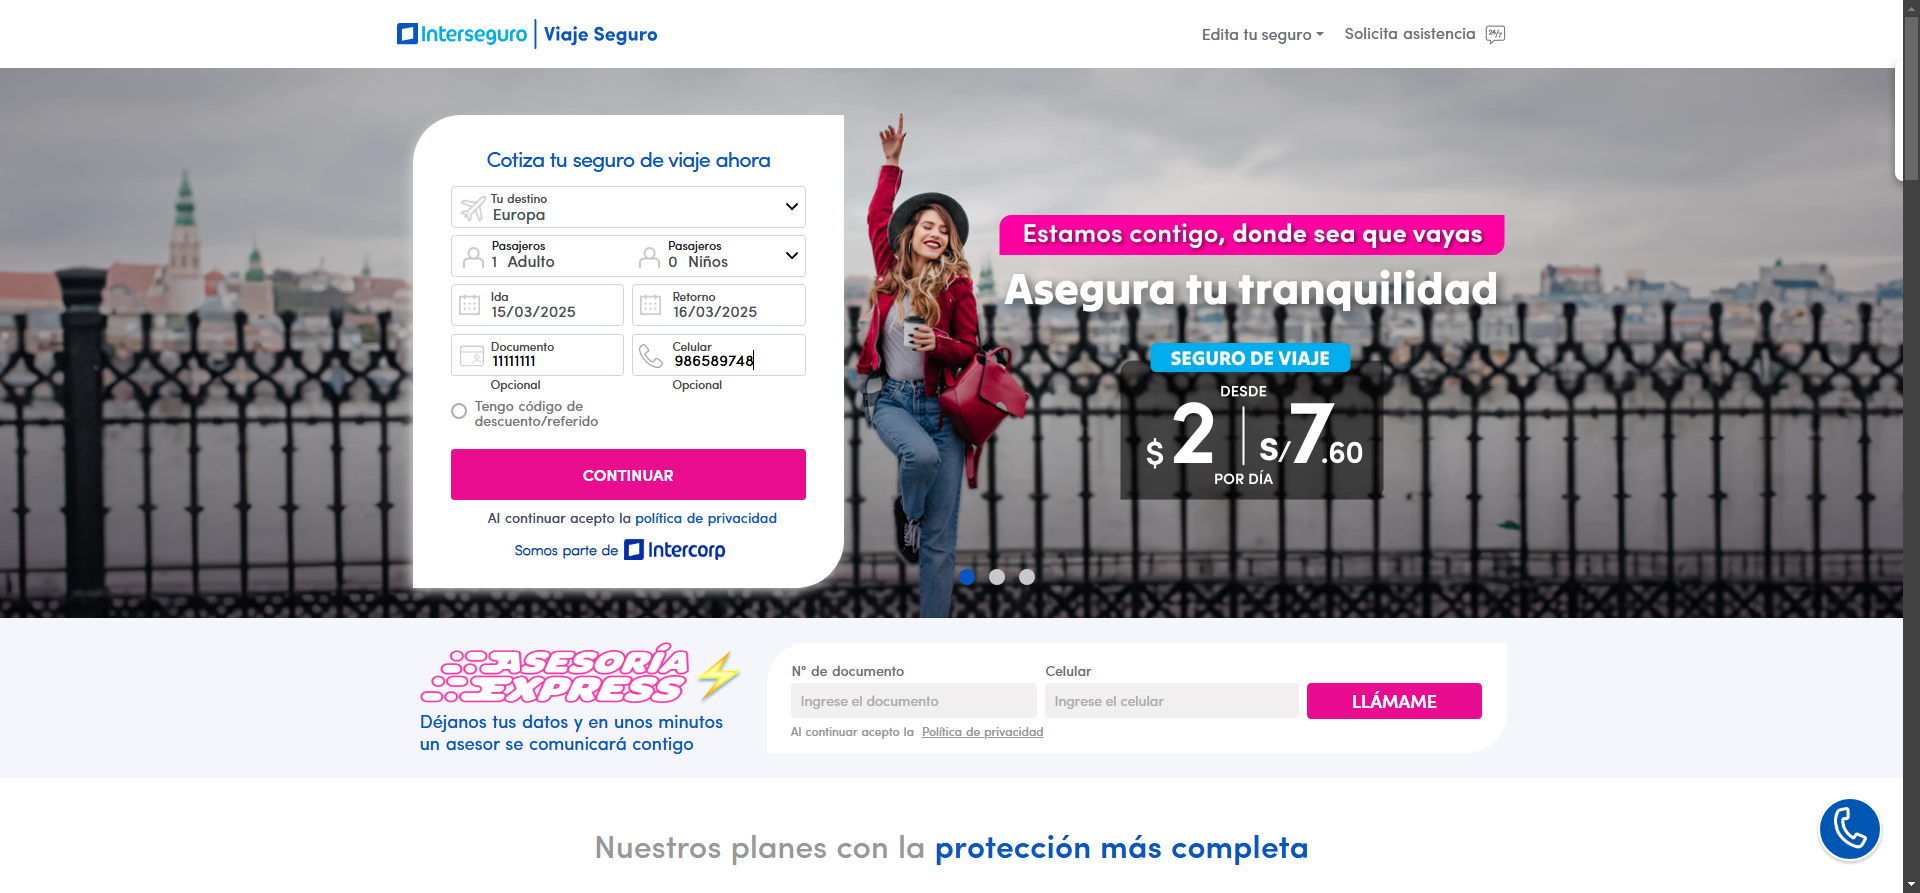 Interseguro | Viaje Seguro
Edita tu seguro
Solicita asistencia
24/7
Cotiza tu seguro de viaje ahora
Tu destino
Europa
Pasajeros
1 Adulto
Pasajeros
0 Niños
Ida
15/03/2025
Retorno
16/03/2025
Documento
11111111
Opcional
Celular
986589748
Opcional
Tengo código de
descuento/referido
CONTINUAR
Al continuar acepto la política de privacidad
Somos parte de Intercorp
Estamos contigo, donde sea que vayas
Asegura tu tranquilidad
SEGURO DE VIAJE
DESDE
$ 2 | S/7.60
POR DÍA
ASESORÍA
EXPRESS
Déjanos tus datos y en unos minutos
un asesor se comunicará contigo
N° de documento
Ingrese el documento
Celular
Ingrese el celular
LLÁMAME
Al continuar acepto la Política de privacidad
Nuestros planes con la protección más completa